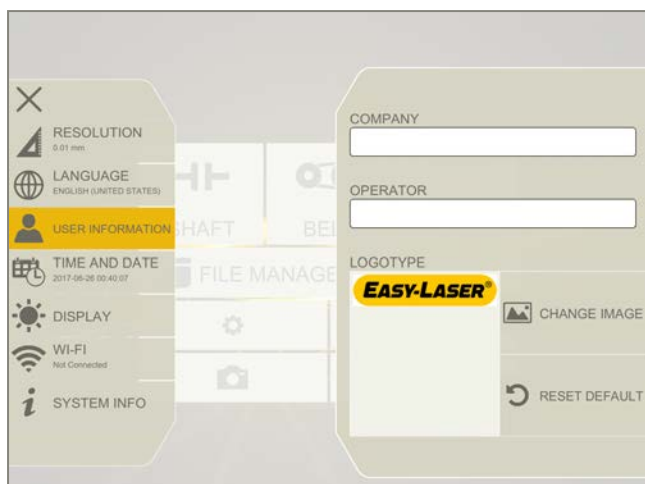 RESOLUTION
0.01 mm
LANGUAGE
ENGLISH (UNITED STATES)
USER INFORMATION
TIME AND DATE
2017-06-26 00:40:07
DISPLAY
WI-FI
Not Connected
SYSTEM INFO
SHAFT
BEL
FILE MANAGE
COMPANY
OPERATOR
LOGOTYPE
EASY-LASER®
CHANGE IMAGE
RESET DEFAULT